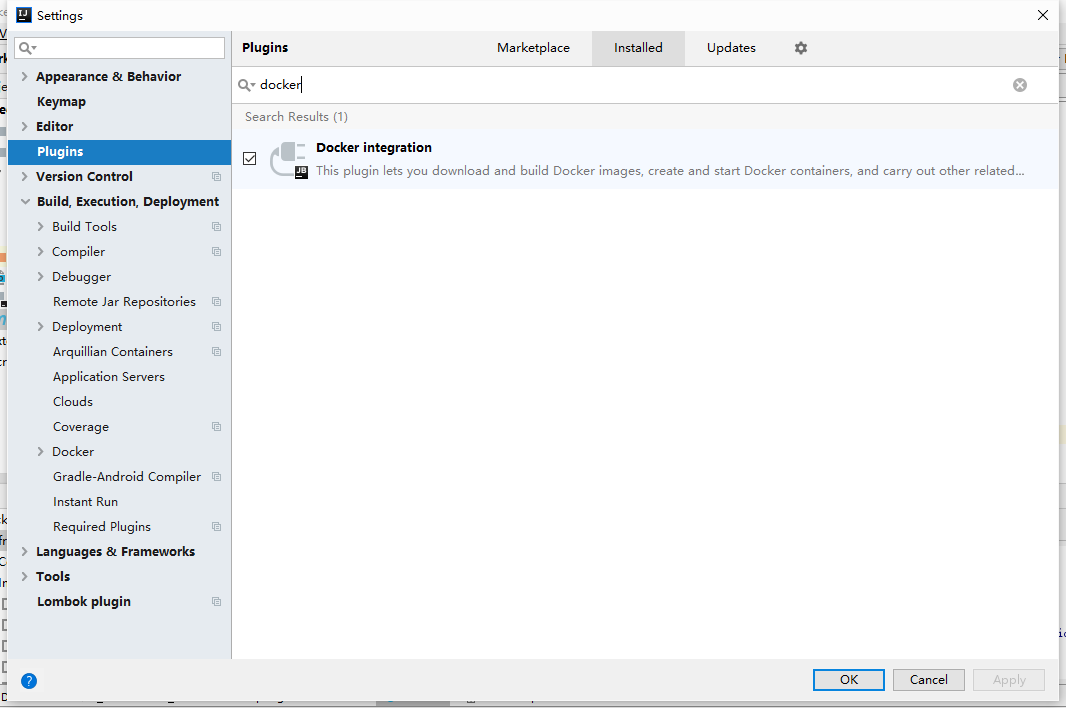 Settings
Plugins
Marketplace
Installed
Updates
docker
Search Results (1)
Docker integration
This plugin lets you download and build Docker images, create and start Docker containers, and carry out other related...
Appearance & Behavior
Keymap
Editor
Plugins
Version Control
Build, Execution, Deployment
Build Tools
Compiler
Debugger
Remote Jar Repositories
Deployment
Arquillian Containers
Application Servers
Clouds
Coverage
Docker
Gradle-Android Compiler
Instant Run
Required Plugins
Languages & Frameworks
Tools
Lombok plugin
?
OK
Cancel
Apply